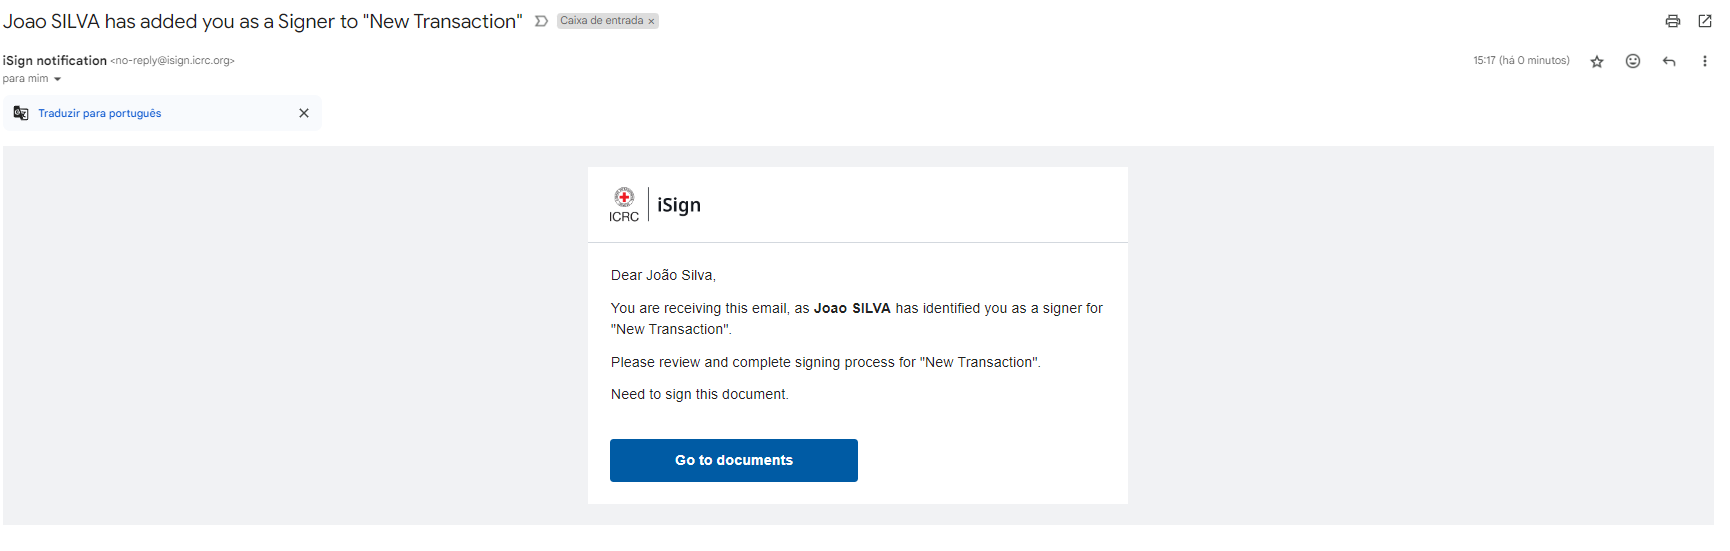 Joao SILVA has added you as a Signer to "New Transaction"
Caixa de entrada ×
iSign notification <no-reply@isign.icrc.org>
15:17 (há 0 minutos)
para mim
Traduzir para português
ICRC
iSign
Dear João Silva,
You are receiving this email, as Joao SILVA has identified you as a signer for
"New Transaction".
Please review and complete signing process for "New Transaction".
Need to sign this document.
Go to documents